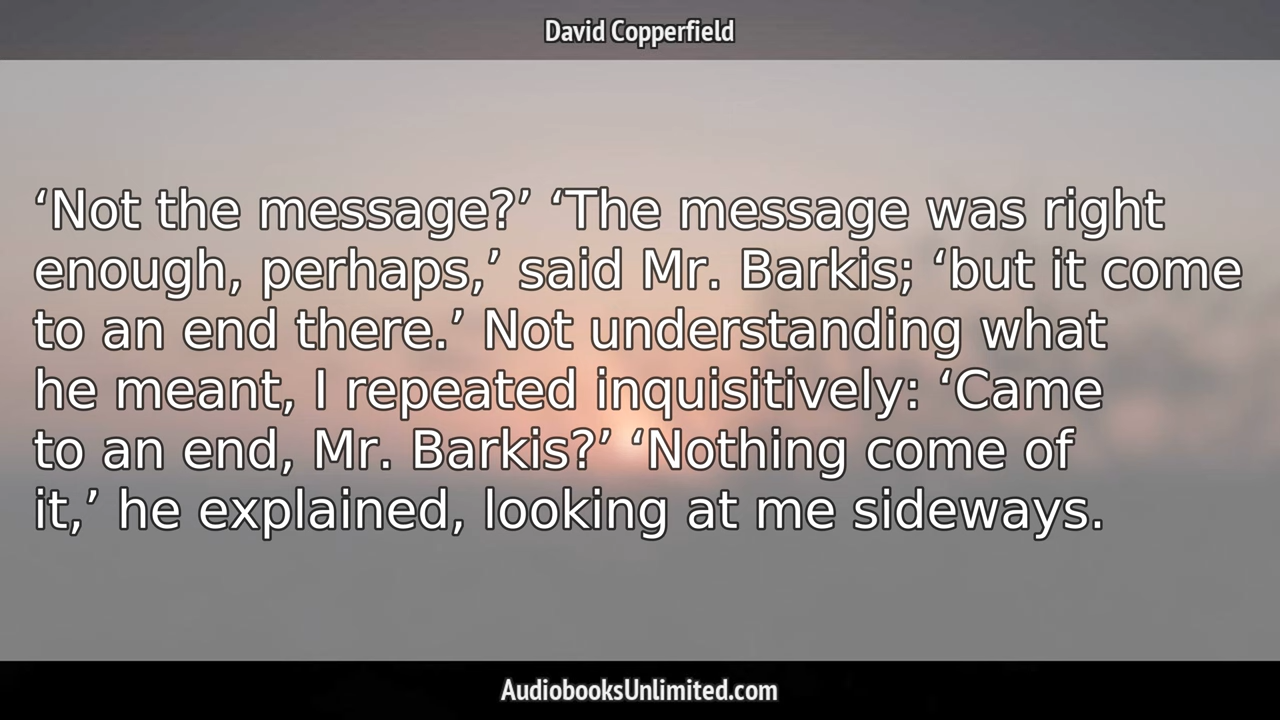 David Copperfield
‘Not the message?’ ‘The message was right
enough, perhaps,’ said Mr. Barkis; ‘but it come
to an end there.’ Not understanding what
he meant, I repeated inquisitively: ‘Came
to an end, Mr. Barkis?’ ‘Nothing come of
it,’ he explained, looking at me sideways.
AudiobooksUnlimited.com